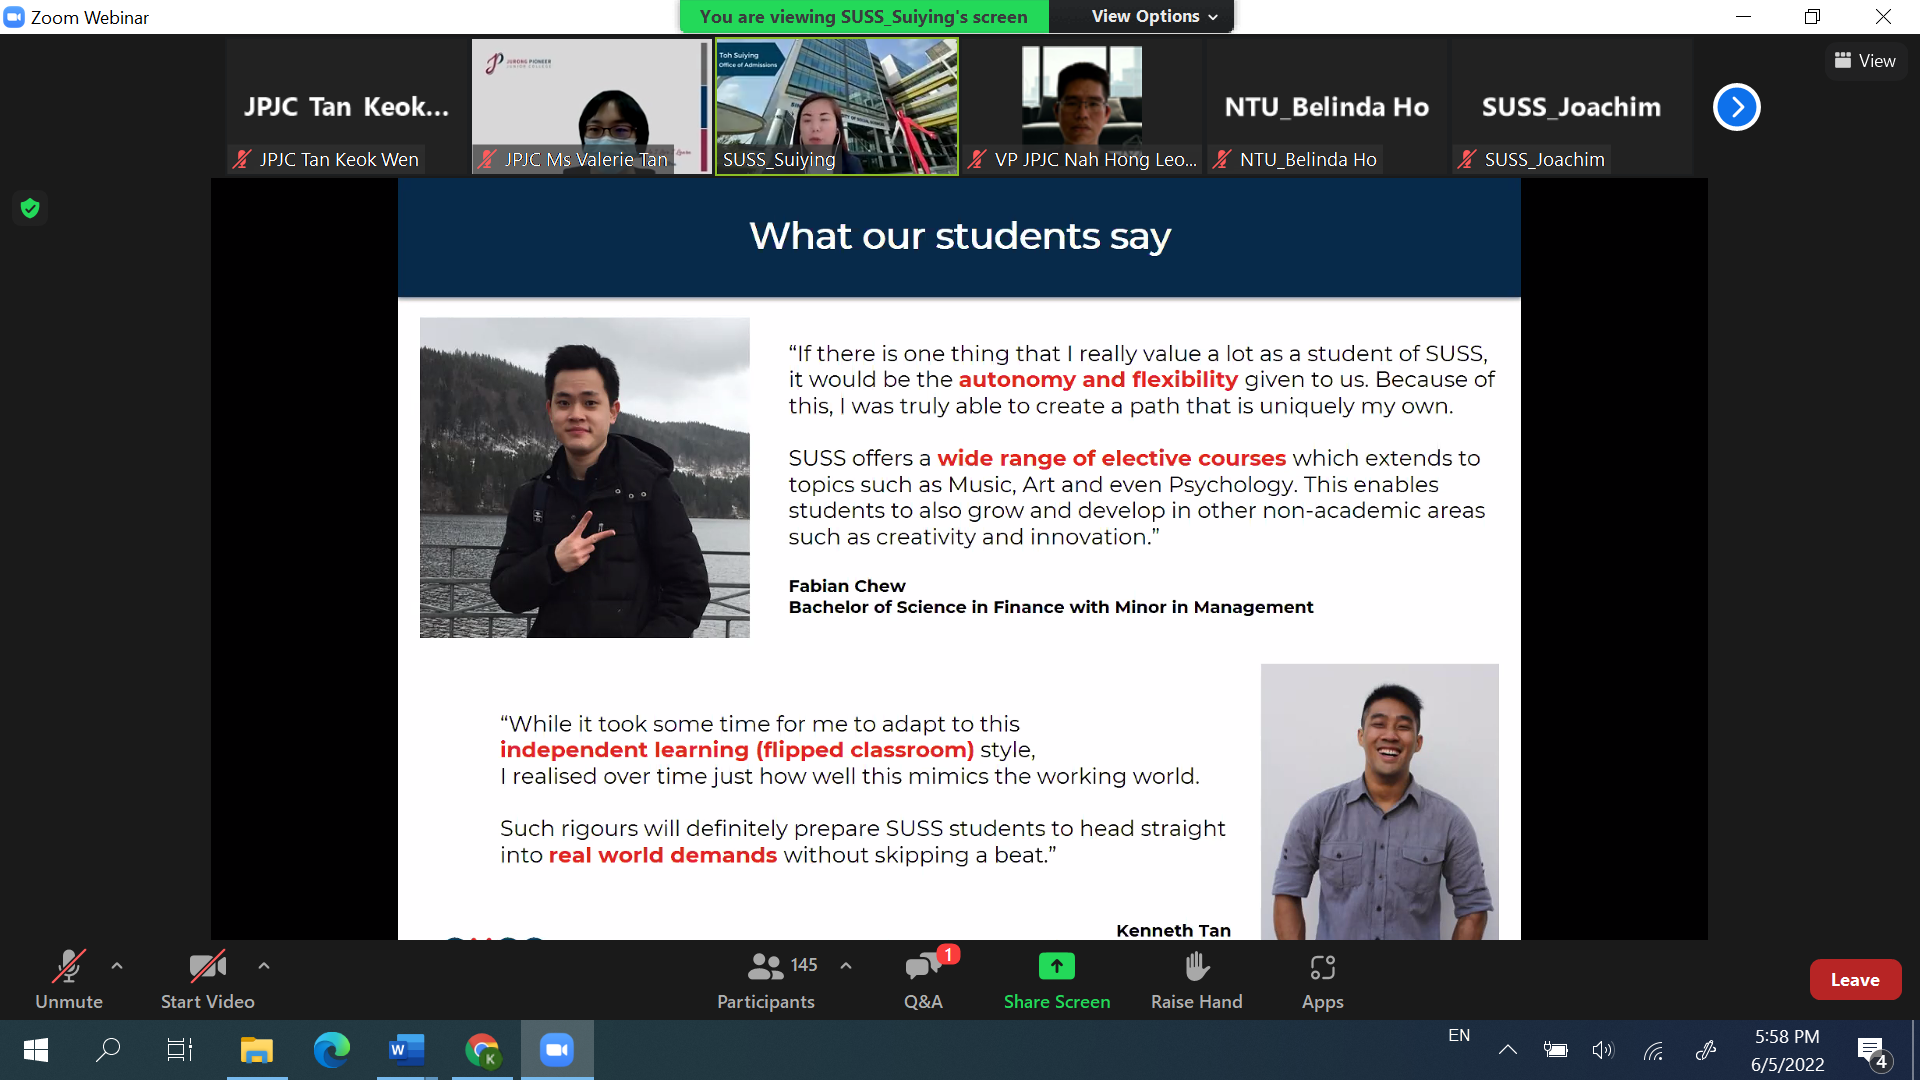 Zoom Webinar
You are viewing SUSS_Suiying's screen
View Options
View
JPJC Tan Keok...
JPJC Tan Keok Wen
JURONG PIONEER
JUNIOR COLLEGE
JPJC Ms Valerie Tan
Toh Suiying
Office of Admissions
SUSS_Suiying
VP JPJC Nah Hong Leo...
NTU_Belinda Ho
NTU_Belinda Ho
SUSS_Joachim
SUSS_Joachim
What our students say
“If there is one thing that I really value a lot as a student of SUSS,
it would be the autonomy and flexibility given to us. Because of
this, I was truly able to create a path that is uniquely my own.
SUSS offers a wide range of elective courses which extends to
topics such as Music, Art and even Psychology. This enables
students to also grow and develop in other non-academic areas
such as creativity and innovation.”
Fabian Chew
Bachelor of Science in Finance with Minor in Management
“While it took some time for me to adapt to this
independent learning (flipped classroom) style,
I realised over time just how well this mimics the working world.
Such rigours will definitely prepare SUSS students to head straight
into real world demands without skipping a beat.”
Kenneth Tan
Unmute
Start Video
145
Participants
1
Q&A
Share Screen
Raise Hand
Apps
Leave
W
K
EN
5:58 PM
6/5/2022
4